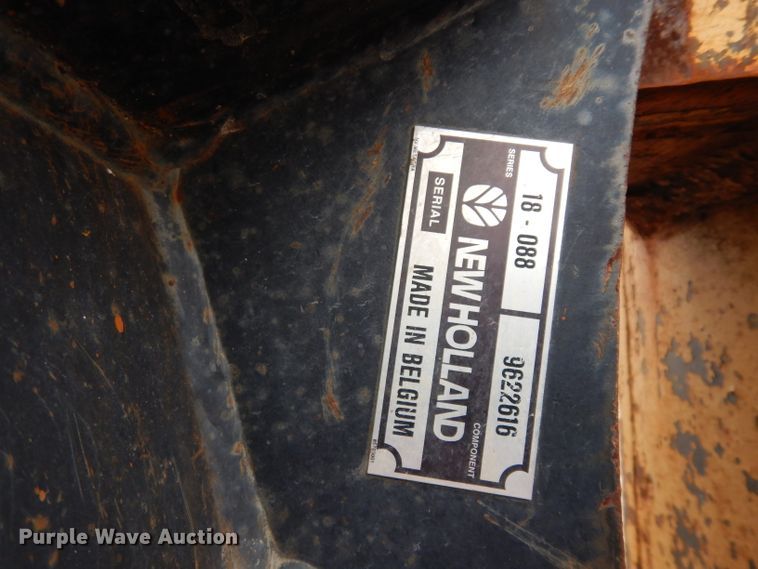 SERIES 18 - 088 9622616 COMPONENT
NEW HOLLAND
SERIAL MADE IN BELGIUM
Purple Wave Auction